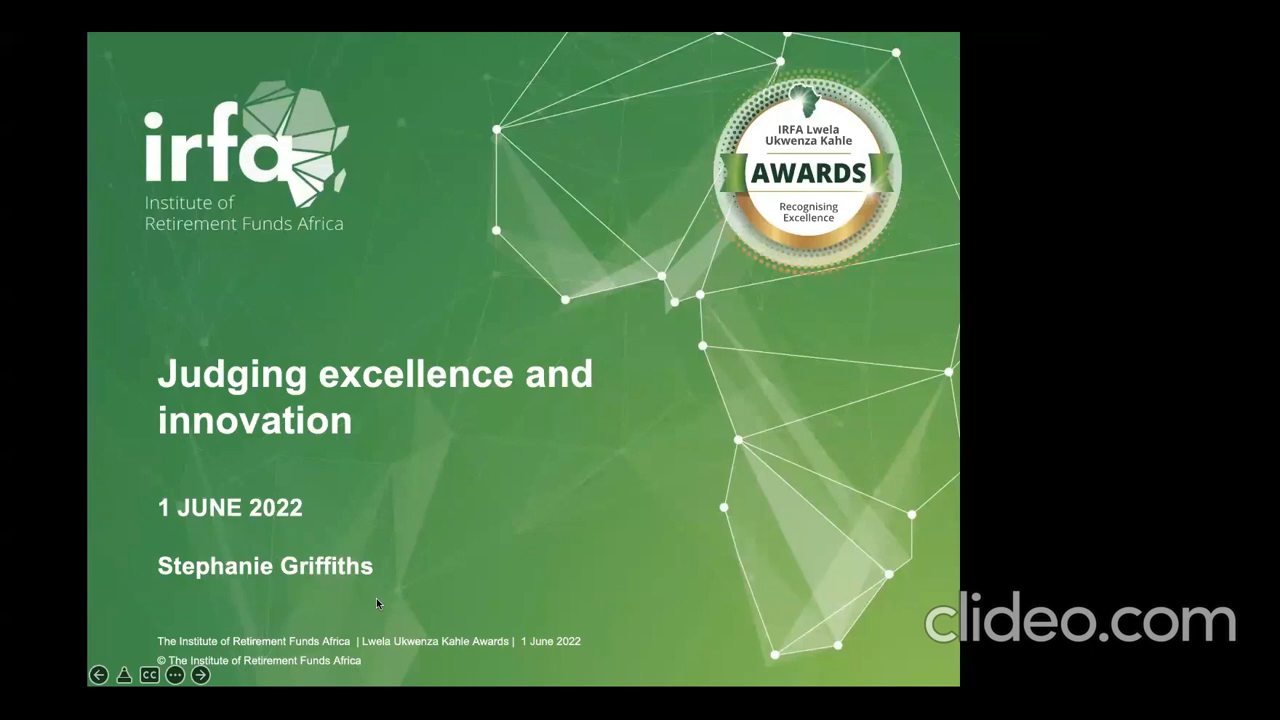 irfa
Institute of
Retirement Funds Africa
IRFA Lwela
Ukwenza Kahle
AWARDS
Recognising
Excellence
Judging excellence and
innovation
1 JUNE 2022
Stephanie Griffiths
The Institute of Retirement Funds Africa | Lwela Ukwenza Kahle Awards | 1 June 2022
© The Institute of Retirement Funds Africa
CC
clideo.com